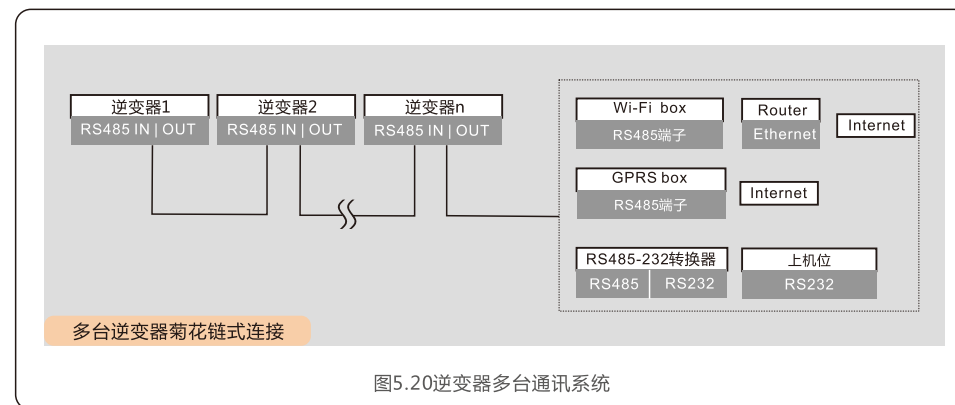 逆变器1
RS485 IN | OUT
逆变器2
RS485 IN | OUT
逆变器n
RS485 IN | OUT
Wi-Fi box
RS485端子
Router
Ethernet
Internet
GPRS box
RS485端子
Internet
RS485-232转换器
RS485
RS232
上机位
RS232
多台逆变器菊花链式连接
图5.20逆变器多台通讯系统